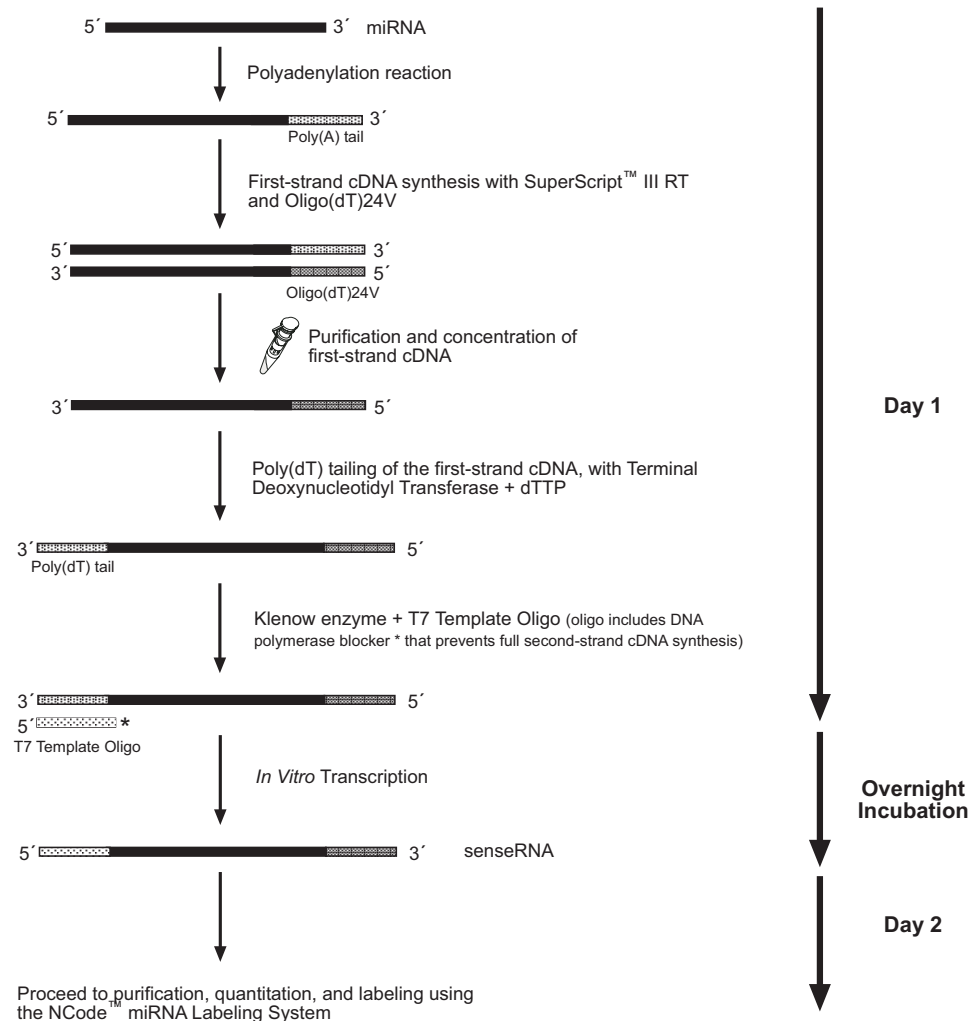 5´ 3´ miRNA
Polyadenylation reaction
5´ 3´
Poly(A) tail
First-strand cDNA synthesis with SuperScript™ III RT
and Oligo(dT)24V
5´ 3´
3´ 5´
Oligo(dT)24V
Purification and concentration of
first-strand cDNA
3´ 5´
Day 1
Poly(dT) tailing of the first-strand cDNA, with Terminal
Deoxynucleotidyl Transferase + dTTP
3´ 5´
Poly(dT) tail
Klenow enzyme + T7 Template Oligo (oligo includes DNA
polymerase blocker * that prevents full second-strand cDNA synthesis)
3´ 5´
5´ *
T7 Template Oligo
In Vitro Transcription
Overnight
Incubation
5´ 3´ senseRNA
Day 2
Proceed to purification, quantitation, and labeling using
the NCode™ miRNA Labeling System